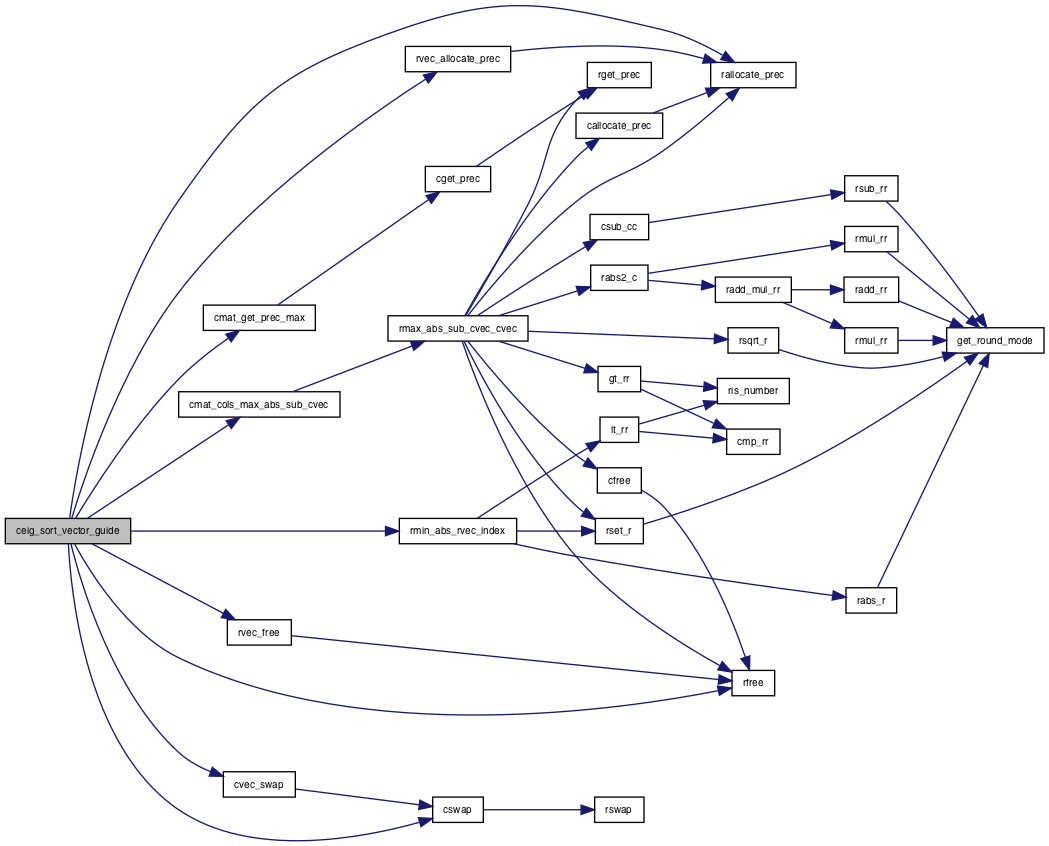 rvec_allocate_prec
rget_prec
rallocate_prec
callocate_prec
cget_prec
rsub_rr
csub_cc
rmul_rr
rabs2_c
radd_mul_rr
radd_rr
cmat_get_prec_max
rmax_abs_sub_cvec_cvec
rsqrt_r
rmul_rr
get_round_mode
gt_rr
ris_number
cmat_cols_max_abs_sub_cvec
lt_rr
cmp_rr
cfree
ceig_sort_vector_guide
rmin_abs_rvec_index
rset_r
rabs_r
rvec_free
rfree
cvec_swap
cswap
rswap